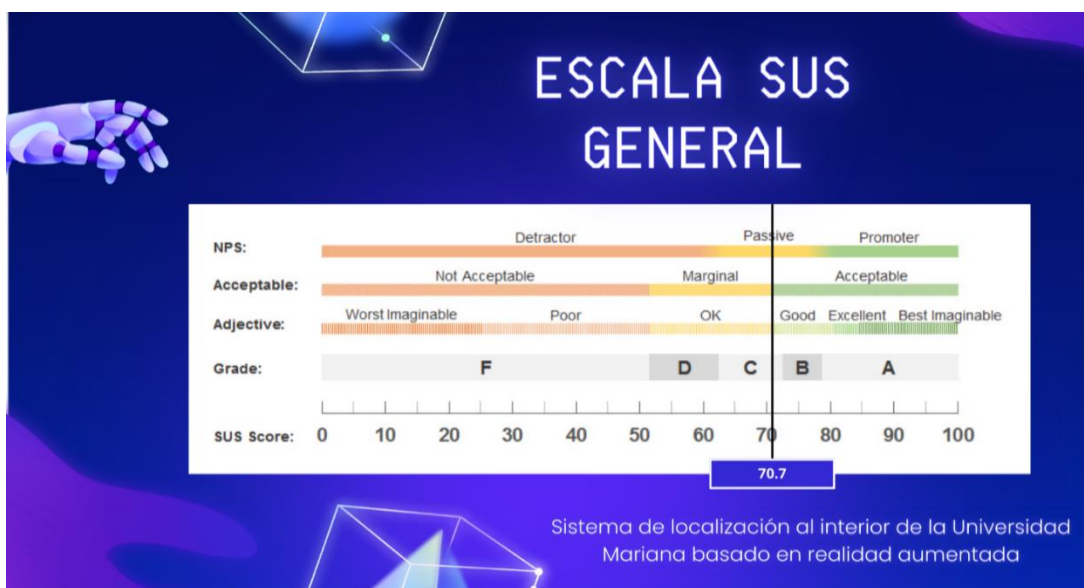 ESCALA SUS
GENERAL
NPS: Detractor Passive Promoter
Acceptable: Not Acceptable Marginal Acceptable
Adjective: Worst Imaginable Poor OK Good Excellent Best Imaginable
Grade: F D C B A
SUS Score: 0 10 20 30 40 50 60 70 80 90 100
70.7
Sistema de localización al interior de la Universidad
Mariana basado en realidad aumentada